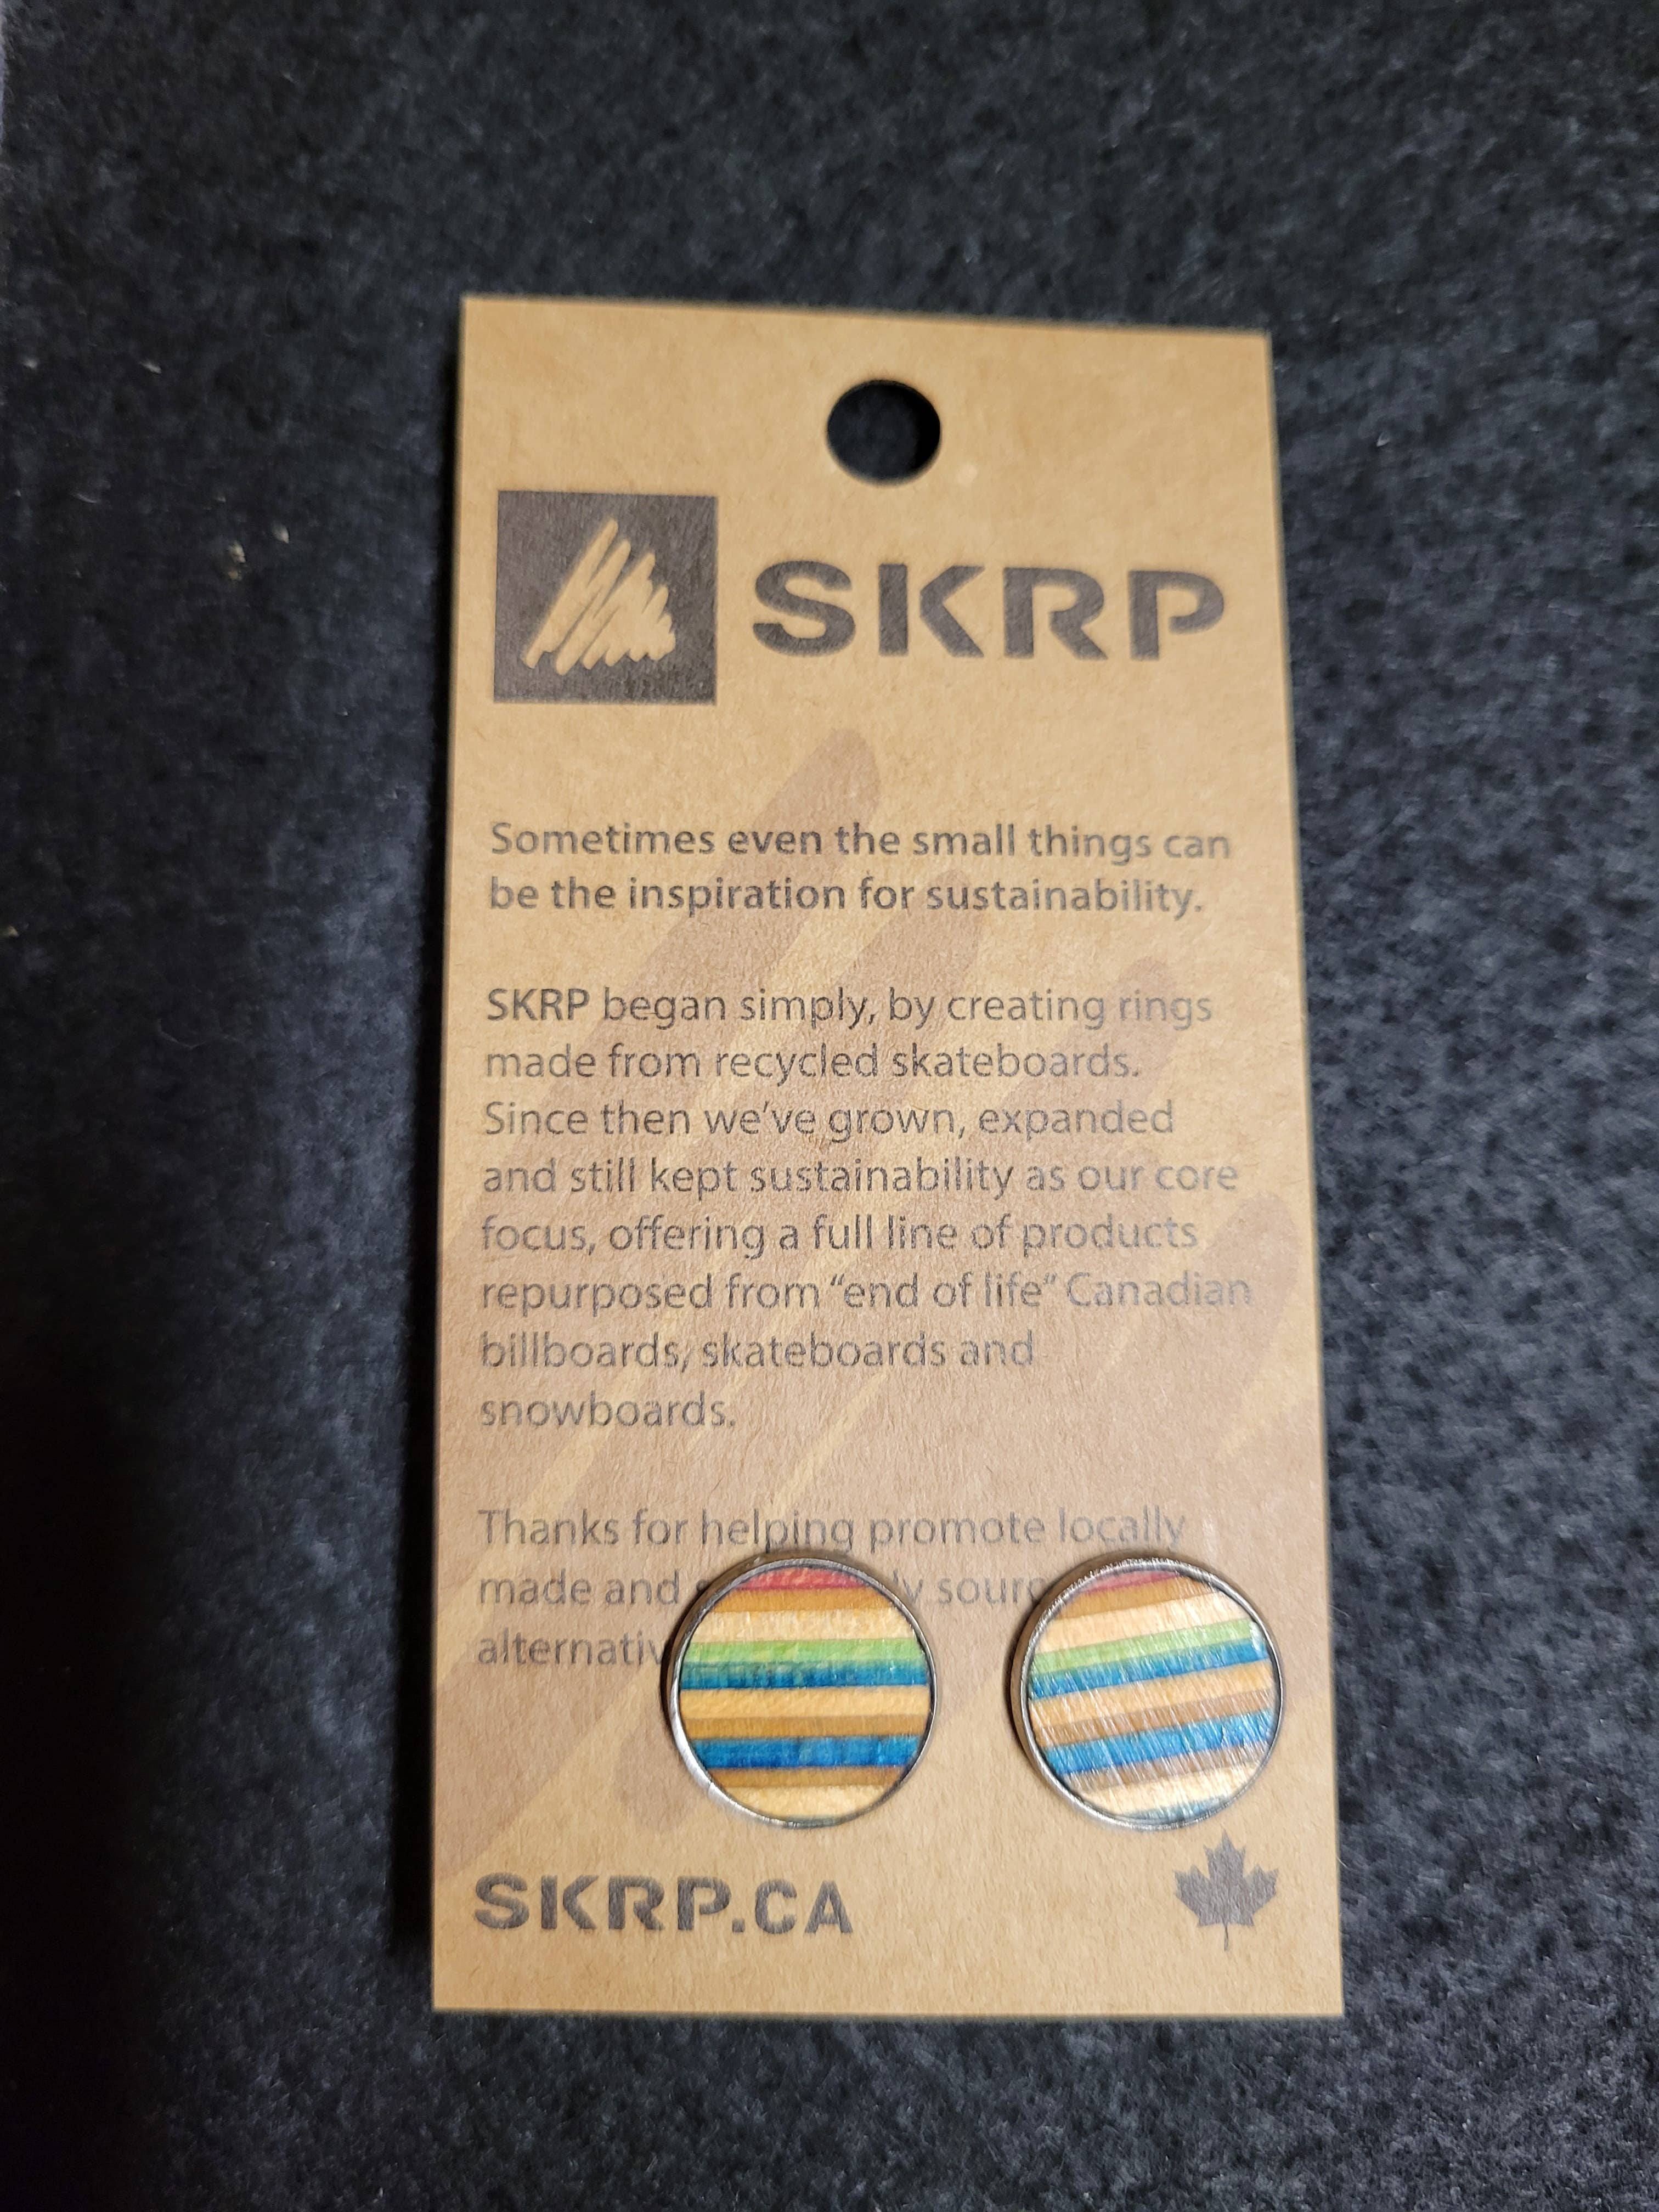 SKRP
Sometimes even the small things can
be the inspiration for sustainability.
SKRP began simply, by creating rings
made from recycled skateboards.
Since then we've grown, expanded
and still kept sustainability as our core
focus, offering a full line of products
repurposed from “end of life” Canadian
billboards, skateboards and
snowboards.
Thanks for helping promote locally
made and
SKRP.CA